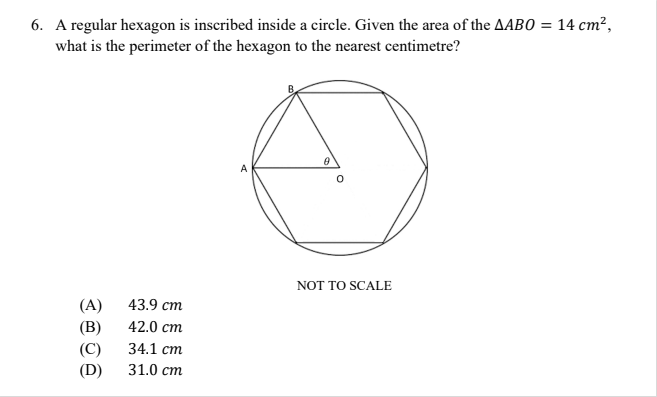 6. A regular hexagon is inscribed inside a circle. Given the area of the ΔABO = 14 cm²,
what is the perimeter of the hexagon to the nearest centimetre?
B
A
θ
O
NOT TO SCALE
(A) 43.9 cm
(B) 42.0 cm
(C) 34.1 cm
(D) 31.0 cm